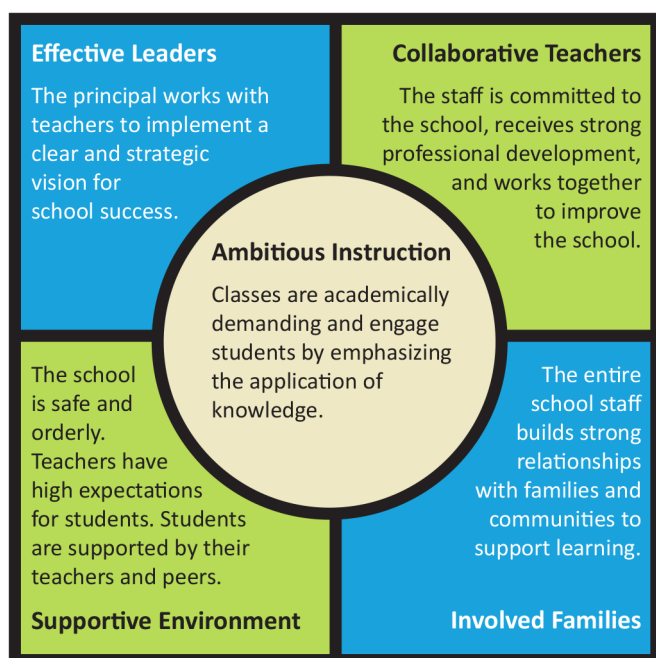 Effective Leaders
The principal works with
teachers to implement a
clear and strategic
vision for
school success.
Collaborative Teachers
The staff is committed to
the school, receives strong
professional development,
and works together
to improve
the school.
Ambitious Instruction
Classes are academically
demanding and engage
students by emphasizing
the application of
knowledge.
The school
is safe and
orderly.
Teachers have
high expectations
for students. Students
are supported by their
teachers and peers.
Supportive Environment
The entire
school staff
builds strong
relationships
with families and
communities to
support learning.
Involved Families